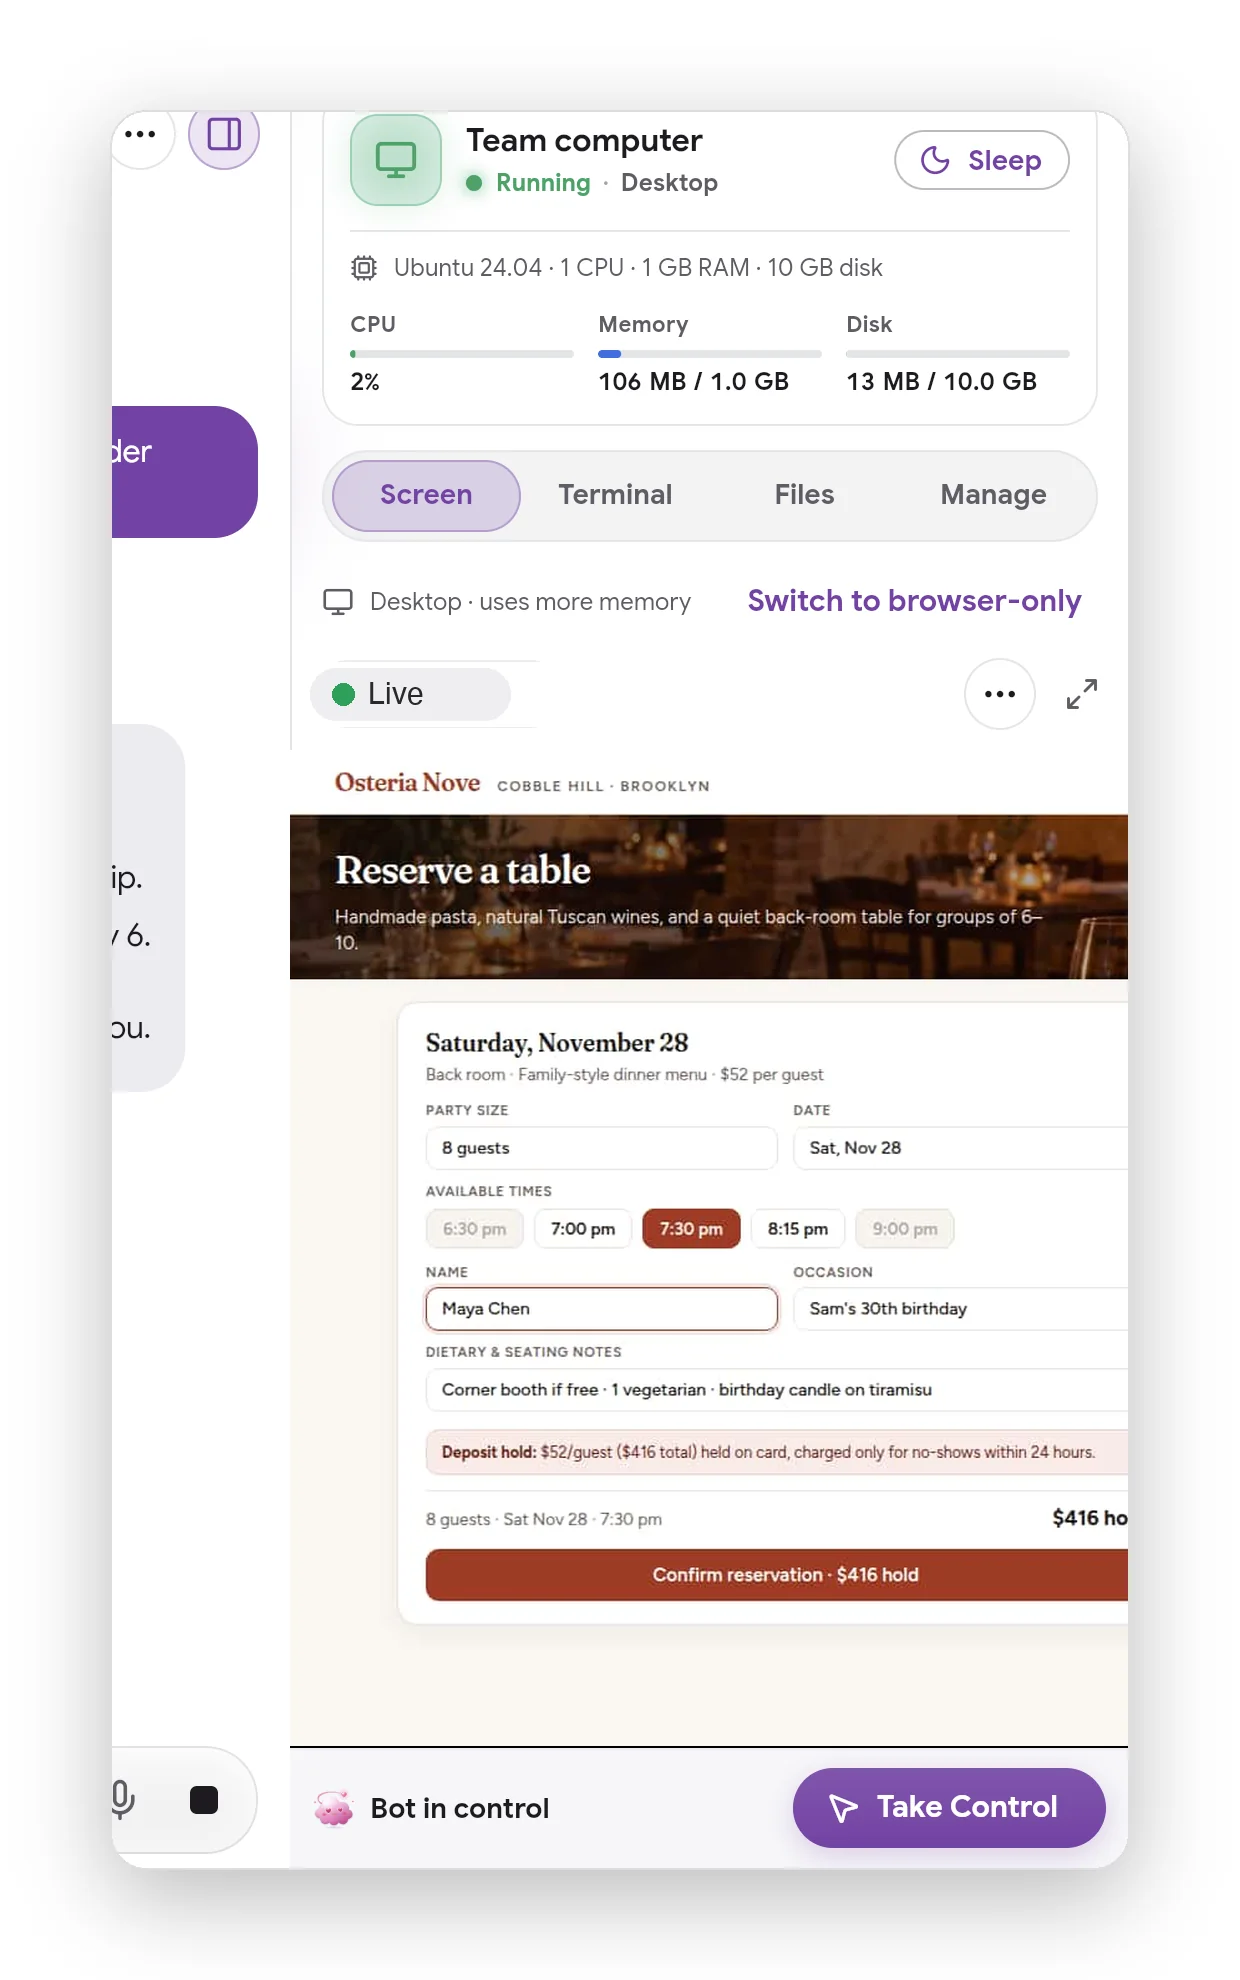 Team computer
Running · Desktop
Sleep
Ubuntu 24.04 · 1 CPU · 1 GB RAM · 10 GB disk
CPU
Memory
Disk
2%
106 MB / 1.0 GB
13 MB / 10.0 GB
Screen
Terminal
Files
Manage
Desktop · uses more memory
Switch to browser-only
Live
der
ip.
y 6.
ou.
Osteria Nove
COBBLE HILL · BROOKLYN
Reserve a table
Handmade pasta, natural Tuscan wines, and a quiet back-room table for groups of 6–
10.
Saturday, November 28
Back room · Family-style dinner menu · $52 per guest
PARTY SIZE
DATE
8 guests
Sat, Nov 28
AVAILABLE TIMES
6:30 pm
7:00 pm
7:30 pm
8:15 pm
9:00 pm
NAME
OCCASION
Maya Chen
Sam's 30th birthday
DIETARY & SEATING NOTES
Corner booth if free · 1 vegetarian · birthday candle on tiramisu
Deposit hold: $52/guest ($416 total) held on card, charged only for no-shows within 24 hours.
8 guests · Sat Nov 28 · 7:30 pm
$416 ho
Confirm reservation · $416 hold
Bot in control
Take Control